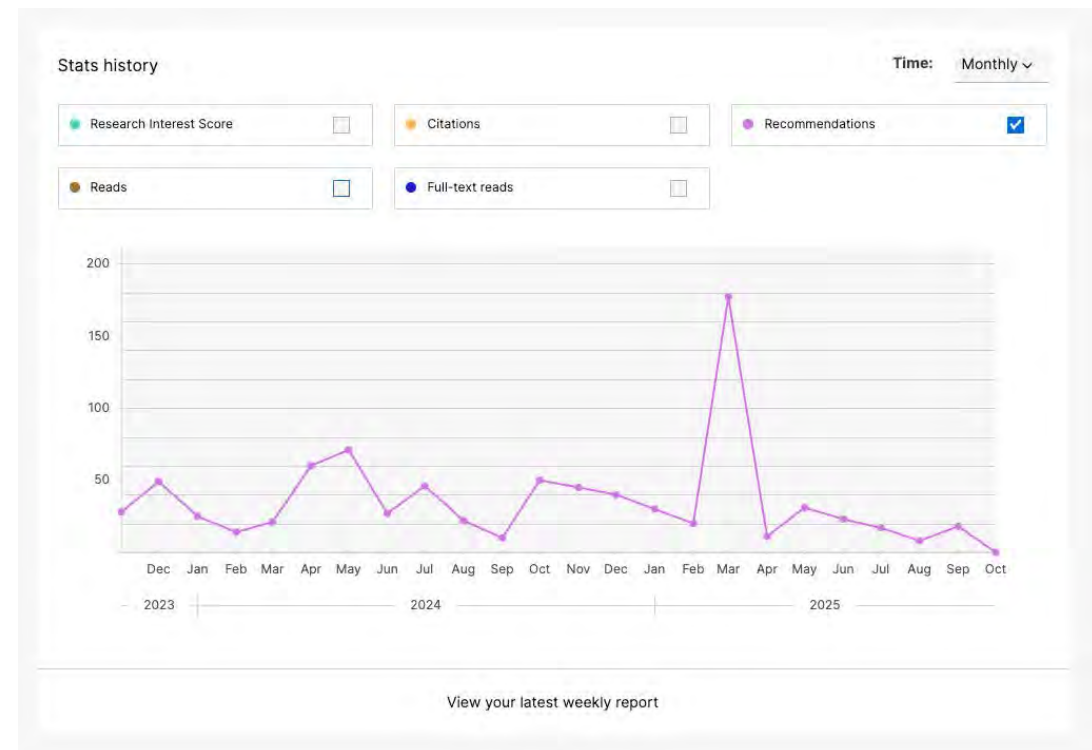 Stats history
Time: Monthly
Research Interest Score
Citations
Recommendations
Reads
Full-text reads
200
150
100
50
Dec Jan Feb Mar Apr May Jun Jul Aug Sep Oct Nov Dec Jan Feb Mar Apr May Jun Jul Aug Sep Oct
2023 2024 2025
View your latest weekly report